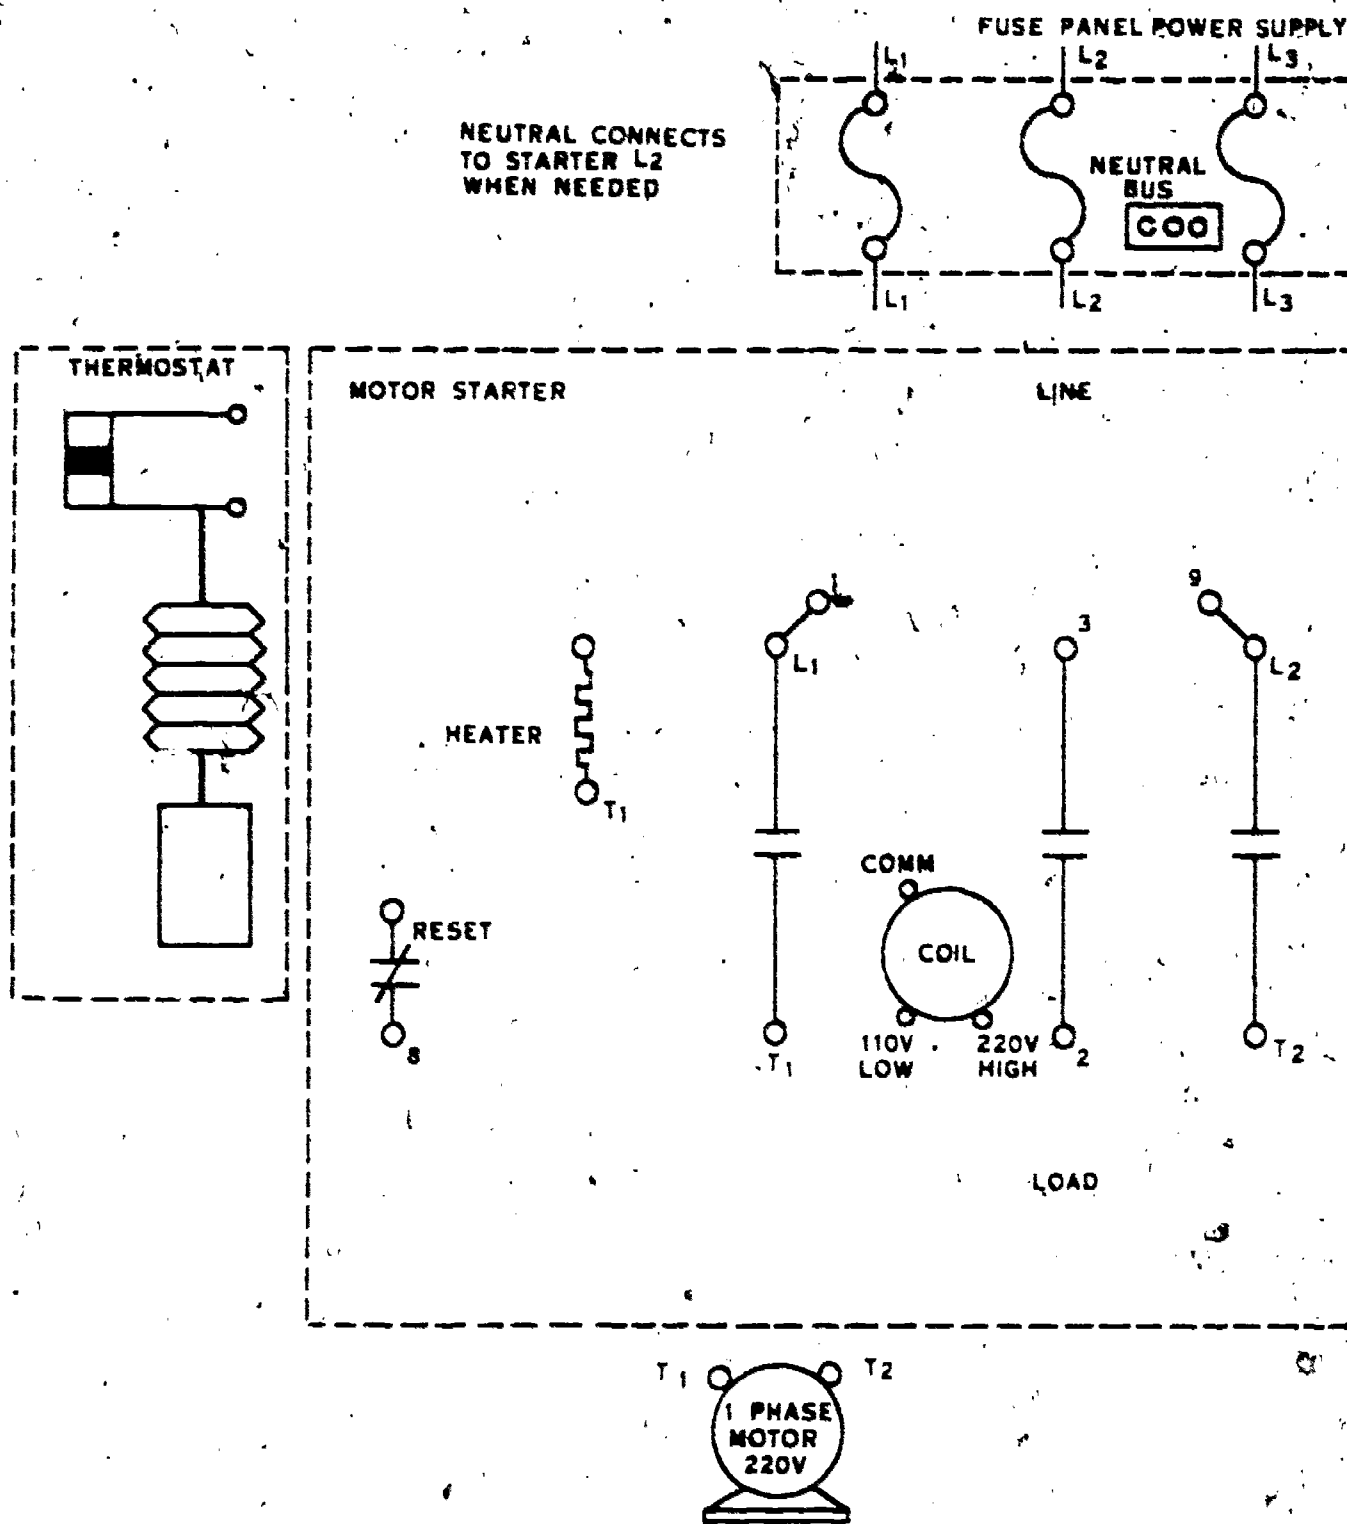 FUSE PANEL POWER SUPPLY
L1 L2 L3
NEUTRAL CONNECTS
TO STARTER L2
WHEN NEEDED
NEUTRAL
BUS
L1 L2 L3
THERMOSTAT
MOTOR STARTER LINE
9
3
L1 L2
HEATER
T1
COMM
RESET
COIL
8
T1 110V 220V 2 T2
LOW HIGH
LOAD
T1 T2
1 PHASE
MOTOR
220V